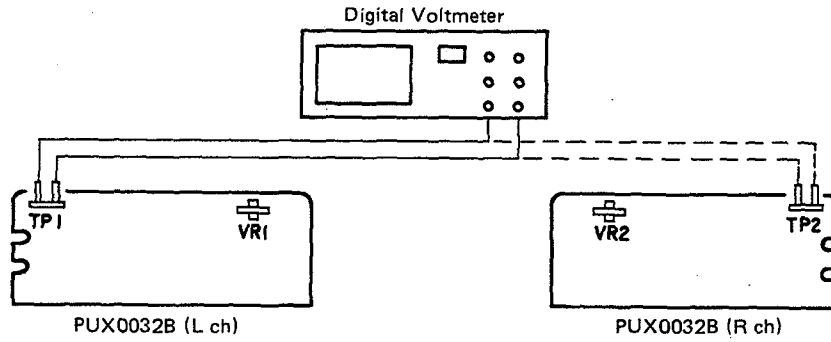 Digital Voltmeter
TP1
VR1
VR2
TP2
PUX0032B (L ch)
PUX0032B (R ch)